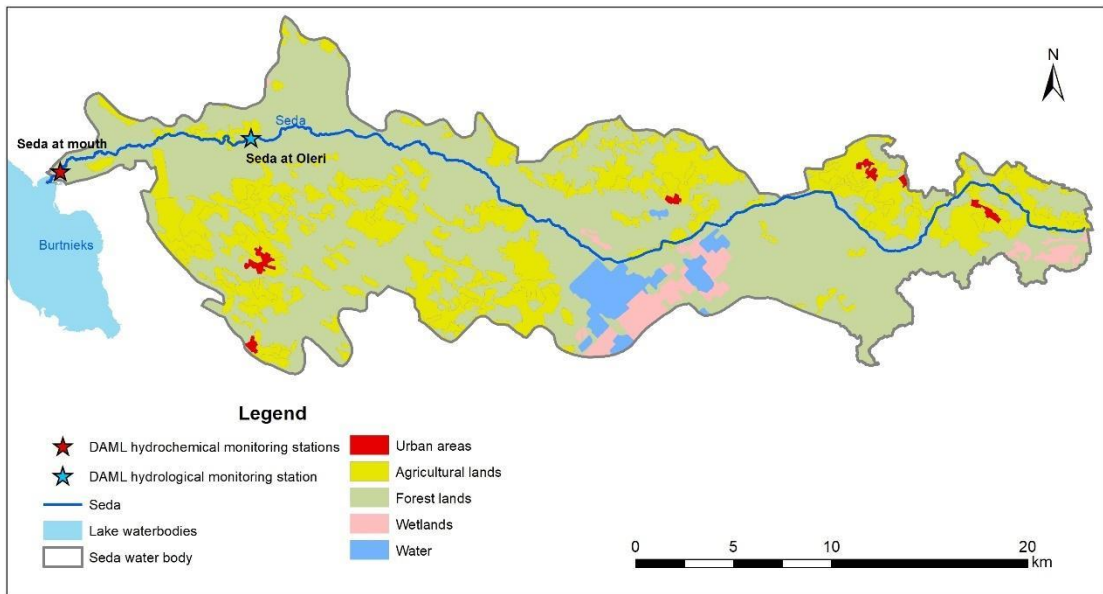 N
Seda
Seda at mouth
Seda at Oleri
Burtnieks
Legend
DAML hydrochemical monitoring stations
DAML hydrological monitoring station
Seda
Lake waterbodies
Seda water body
Urban areas
Agricultural lands
Forest lands
Wetlands
Water
0 5 10 20
km